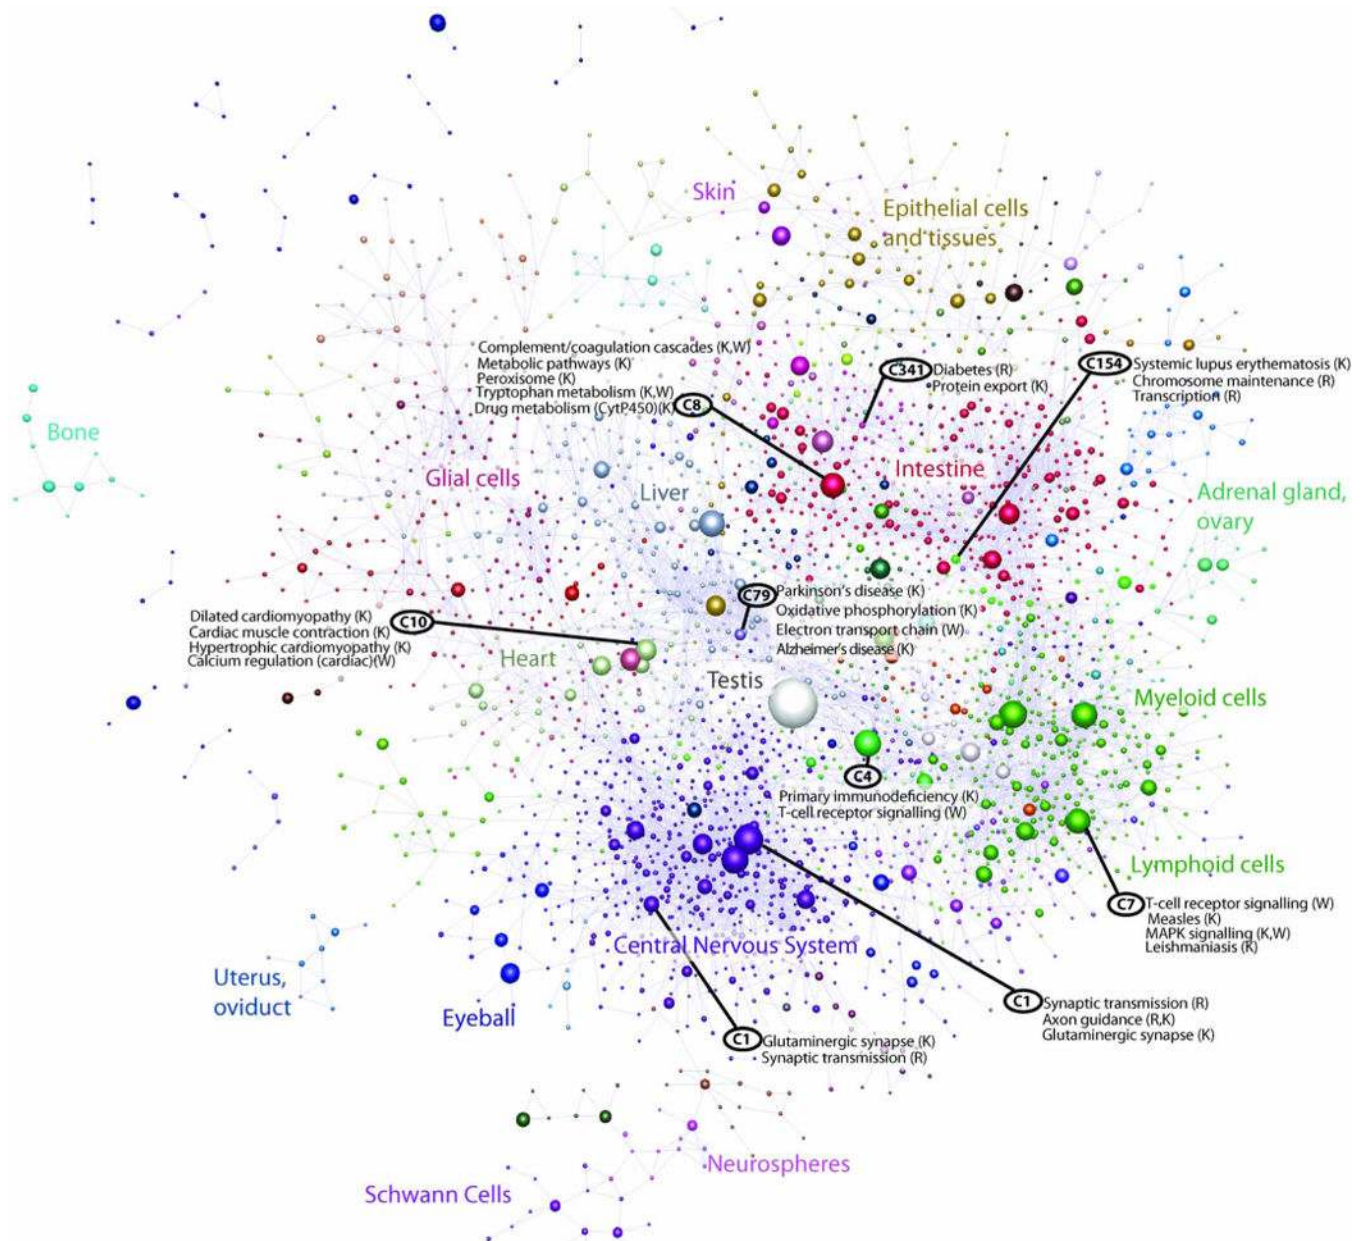 Skin
Epithelial cells
and tissues
Complement/coagulation cascades (K,W)
Metabolic pathways (K)
Peroxisome (K)
Tryptophan metabolism (K,W)
Drug metabolism (CytP450)(K)
C8
C341
Diabetes (R)
Protein export (K)
C154
Systemic lupus erythematosis (K)
Chromosome maintenance (R)
Transcription (R)
Bone
Glial cells
Liver
Intestine
Adrenal gland,
ovary
C79
Parkinson's disease (K)
Oxidative phosphorylation (K)
Electron transport chain (W)
Alzheimer's disease (K)
Dilated cardiomyopathy (K)
Cardiac muscle contraction (K)
Hypertrophic cardiomyopathy (K)
Calcium regulation (cardiac)(W)
C10
Heart
Testis
Myeloid cells
C4
Primary immunodeficiency (K)
T-cell receptor signalling (W)
Lymphoid cells
C7
T-cell receptor signalling (W)
Measles (K)
MAPK signalling (K,W)
Leishmaniasis (K)
Central Nervous System
Uterus,
oviduct
Eyeball
C1
Synaptic transmission (R)
Axon guidance (R,K)
Glutaminergic synapse (K)
C1
Glutaminergic synapse (K)
Synaptic transmission (R)
Neurospheres
Schwann Cells